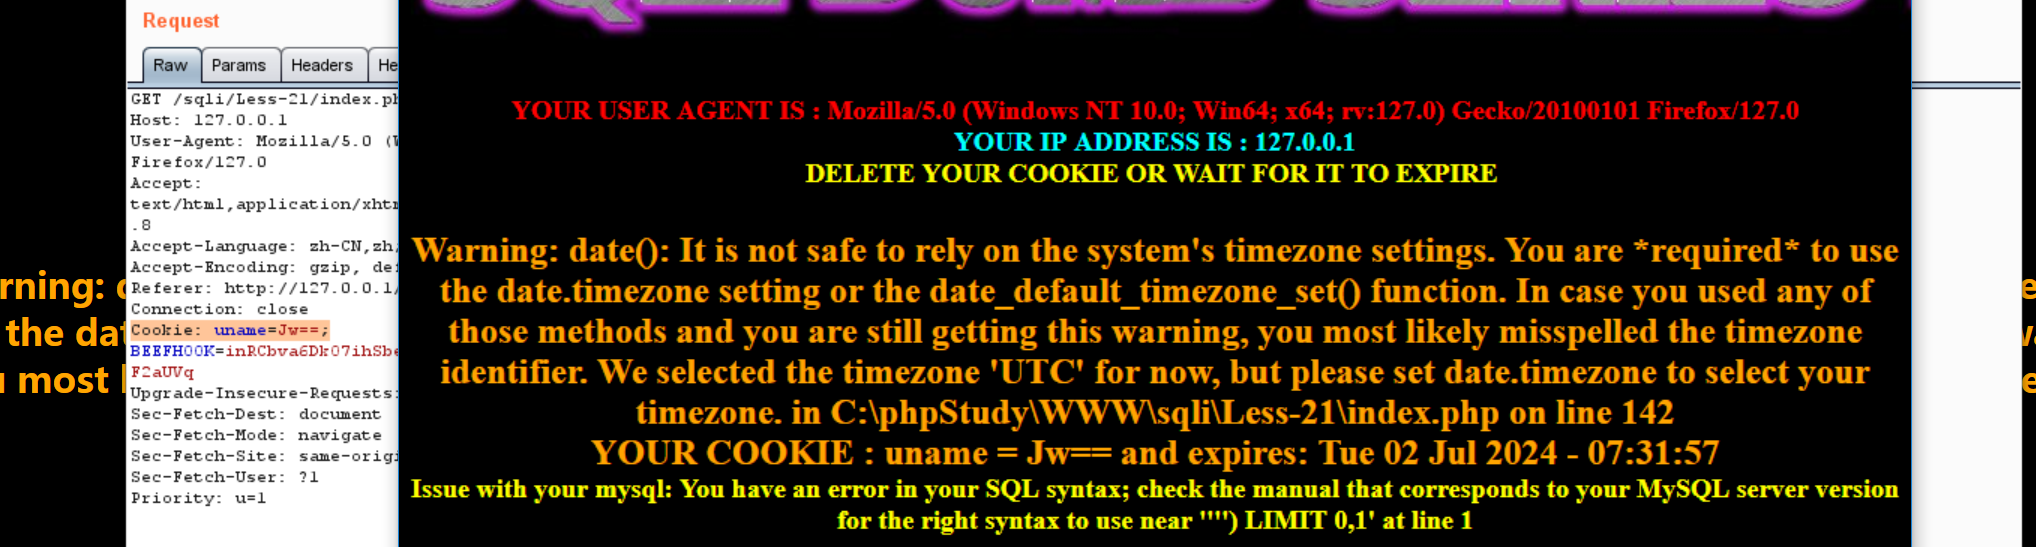 Request
Raw Params Headers He
GET /sqli/Less-21/index.ph
Host: 127.0.0.1
User-Agent: Mozilla/5.0 (W
Firefox/127.0
Accept:
text/html,application/xhtm
.8
Accept-Language: zh-CN,zh;
Accept-Encoding: gzip, def
Referer: http://127.0.0.1/
Connection: close
Cookie: uname=Jw==;
BEEFHOOK=inRCbva6Dk07ihSbe
F2aUVq
Upgrade-Insecure-Requests:
Sec-Fetch-Dest: document
Sec-Fetch-Mode: navigate
Sec-Fetch-Site: same-origi
Sec-Fetch-User: ?1
Priority: u=1
rning: d
the dat
u most l
YOUR USER AGENT IS : Mozilla/5.0 (Windows NT 10.0; Win64; x64; rv:127.0) Gecko/20100101 Firefox/127.0
YOUR IP ADDRESS IS : 127.0.0.1
DELETE YOUR COOKIE OR WAIT FOR IT TO EXPIRE
Warning: date(): It is not safe to rely on the system's timezone settings. You are *required* to use
the date.timezone setting or the date_default_timezone_set() function. In case you used any of
those methods and you are still getting this warning, you most likely misspelled the timezone
identifier. We selected the timezone 'UTC' for now, but please set date.timezone to select your
timezone. in C:\phpStudy\WWW\sqli\Less-21\index.php on line 142
YOUR COOKIE : uname = Jw== and expires: Tue 02 Jul 2024 - 07:31:57
Issue with your mysql: You have an error in your SQL syntax; check the manual that corresponds to your MySQL server version
for the right syntax to use near '''') LIMIT 0,1' at line 1